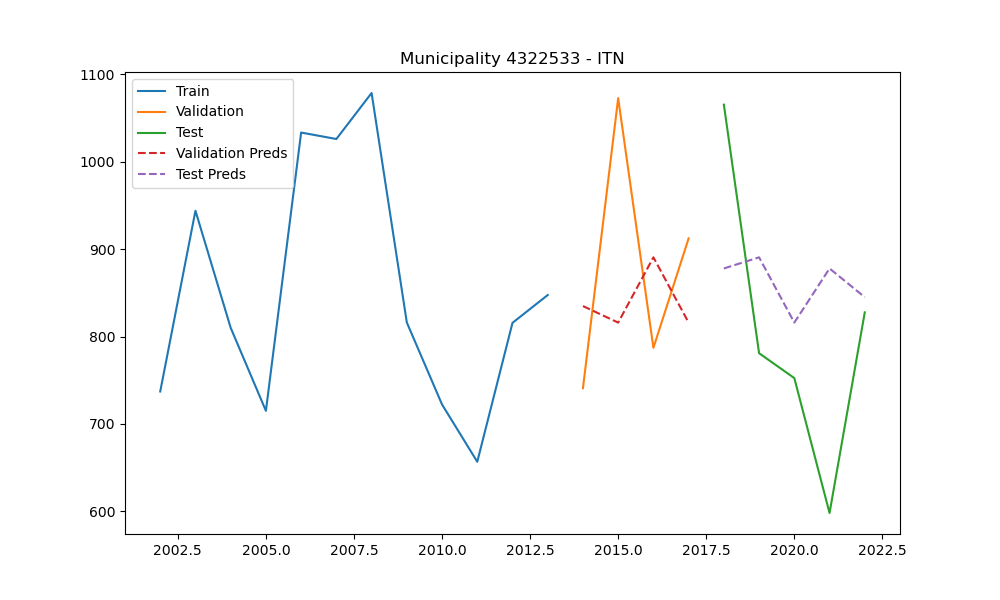 Municipality 4322533 - ITN
1100
1000
900
800
700
600
Train
Validation
Test
Validation Preds
Test Preds
2002.5 2005.0 2007.5 2010.0 2012.5 2015.0 2017.5 2020.0 2022.5